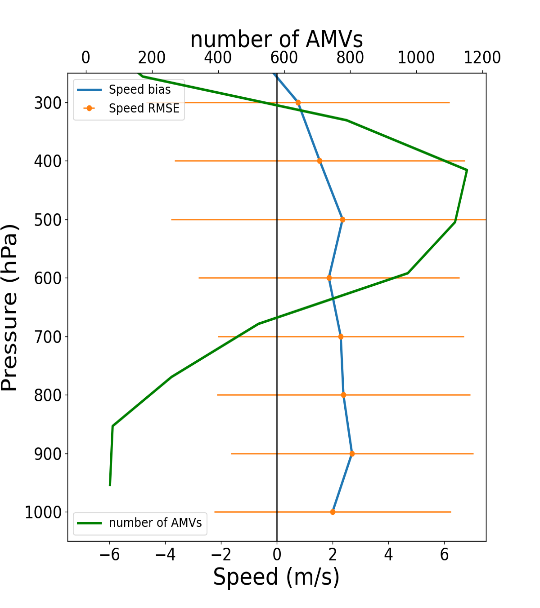 number of AMVs
0 200 400 600 800 1000 1200
Speed bias
Speed RMSE
300
400
500
600
700
800
900
1000
Pressure (hPa)
number of AMVs
−6 −4 −2 0 2 4 6
Speed (m/s)